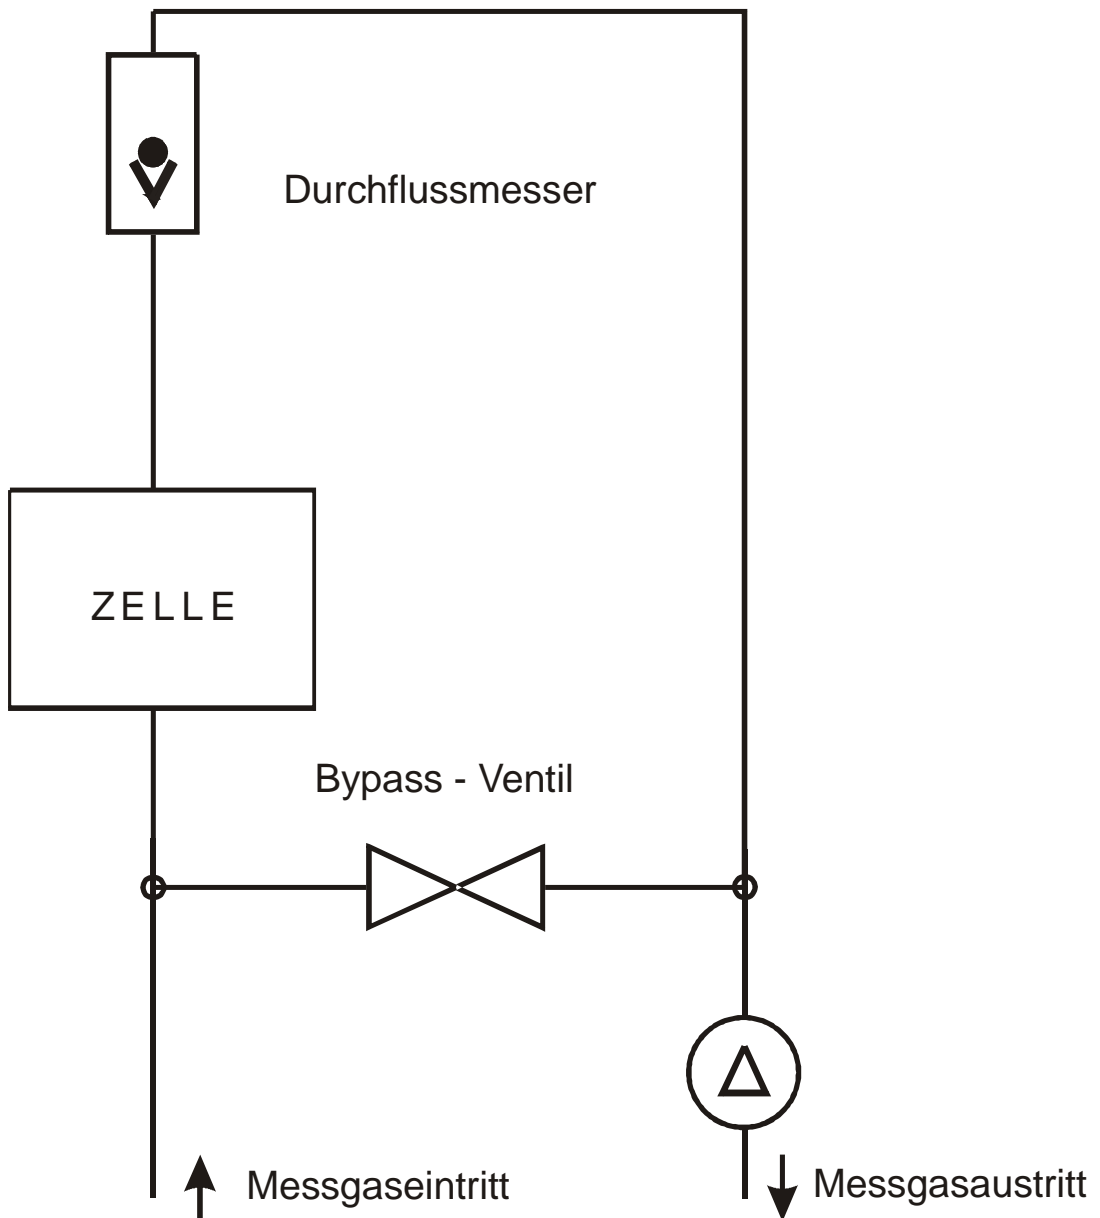 Durchflussmesser
ZELLE
Bypass - Ventil
Messgaseintritt
Messgasaustritt